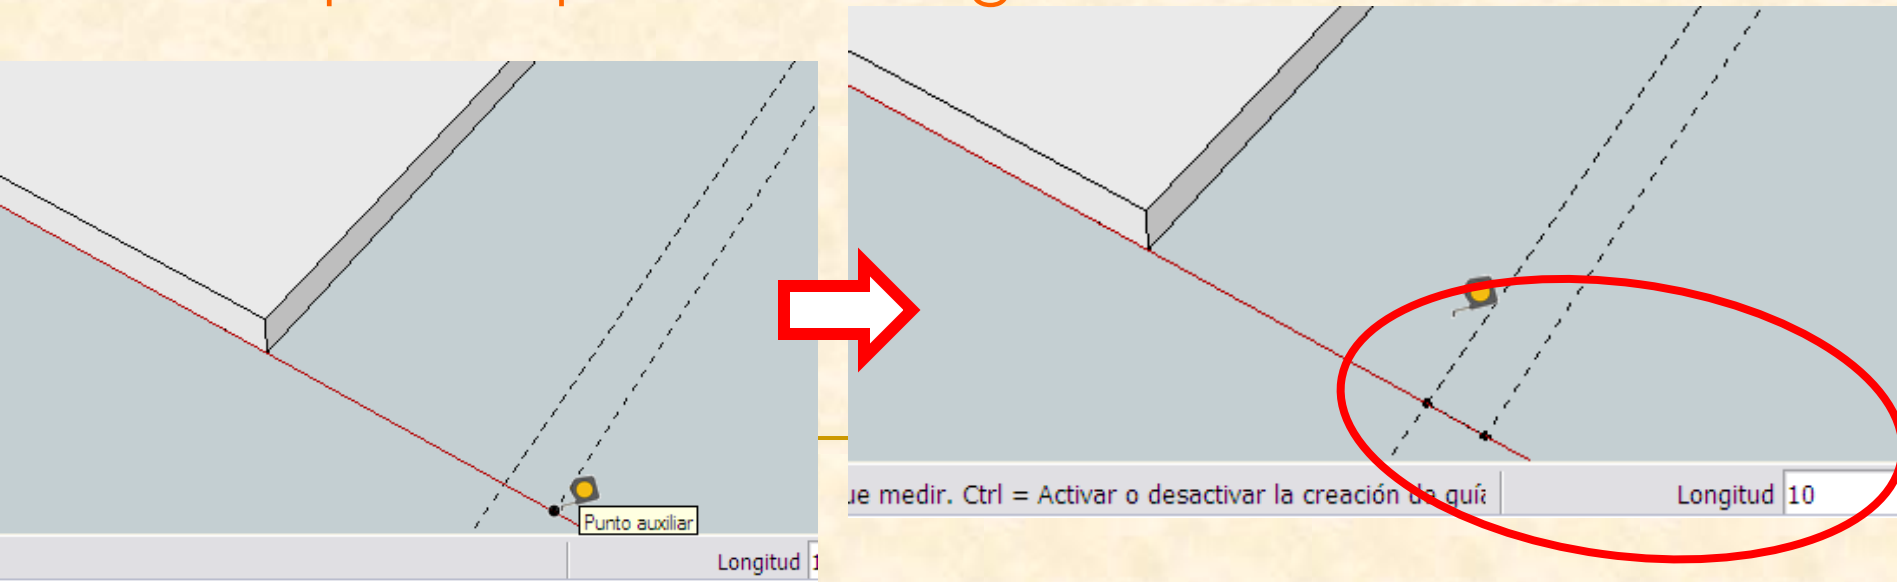 Punto auxiliar
Longitud
ue medir. Ctrl = Activar o desactivar la creación de guía
Longitud 10